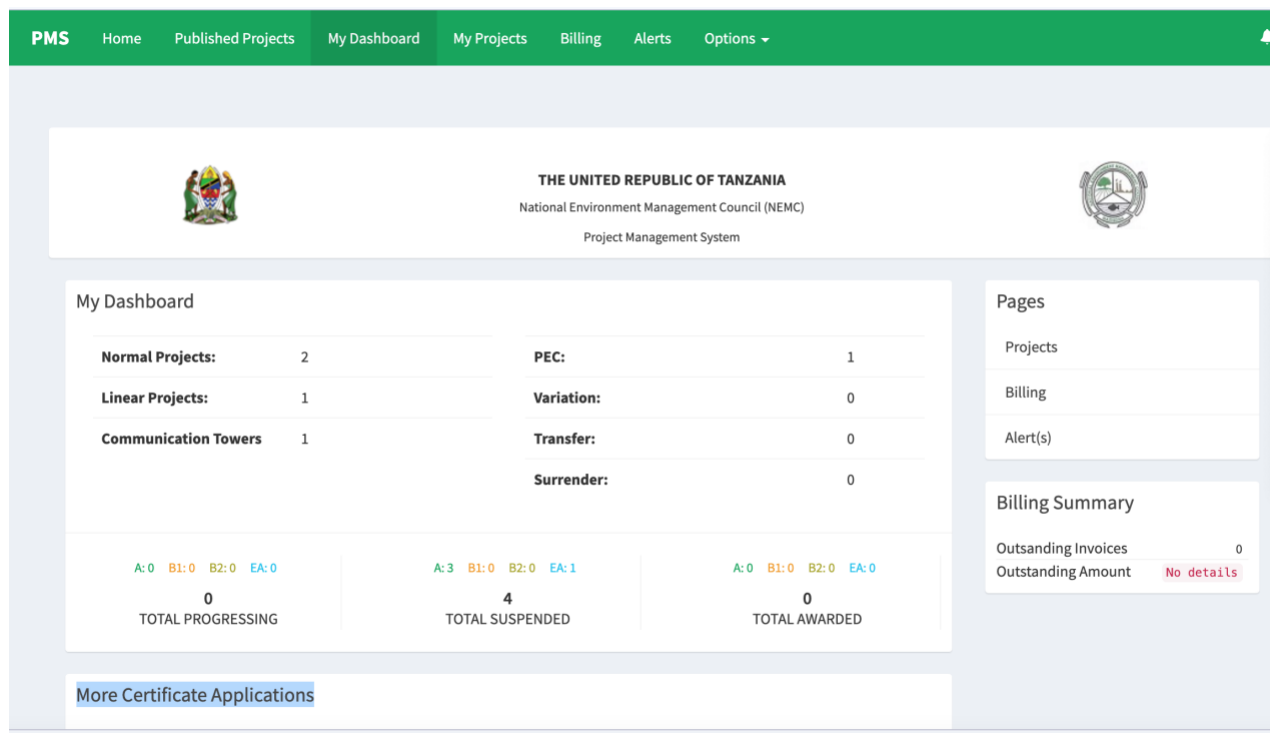 PMS Home Published Projects My Dashboard My Projects Billing Alerts Options
THE UNITED REPUBLIC OF TANZANIA
National Environment Management Council (NEMC)
Project Management System
My Dashboard
Normal Projects: 2
Linear Projects: 1
Communication Towers 1
PEC: 1
Variation: 0
Transfer: 0
Surrender: 0
A: 0 B1: 0 B2: 0 EA: 0
0
TOTAL PROGRESSING
A: 3 B1: 0 B2: 0 EA: 1
4
TOTAL SUSPENDED
A: 0 B1: 0 B2: 0 EA: 0
0
TOTAL AWARDED
More Certificate Applications
Pages
Projects
Billing
Alert(s)
Billing Summary
Outsanding Invoices 0
Outstanding Amount No details